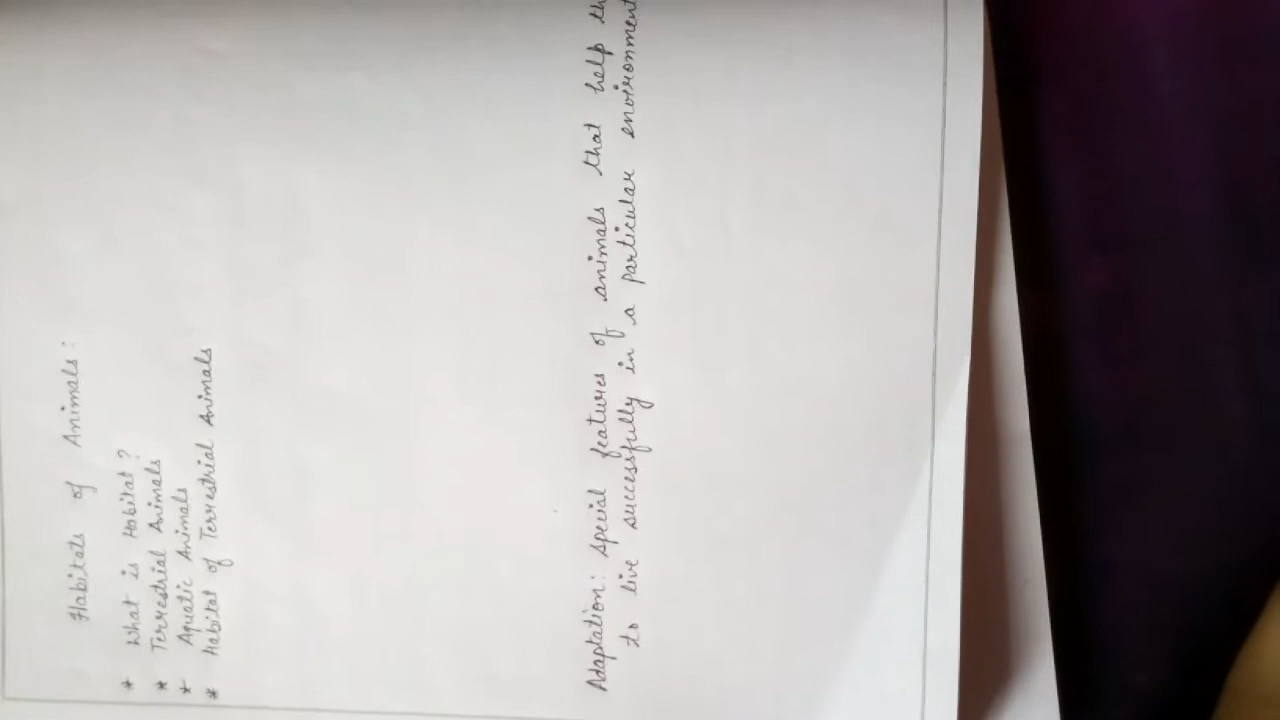 Habitats of Animals:
* What is Habitat?
* Terrestrial Animals
* Aquatic Animals
* Habitat of Terrestrial Animals
Adaptation: Special features of animals that help
to live successfully in a particular environment